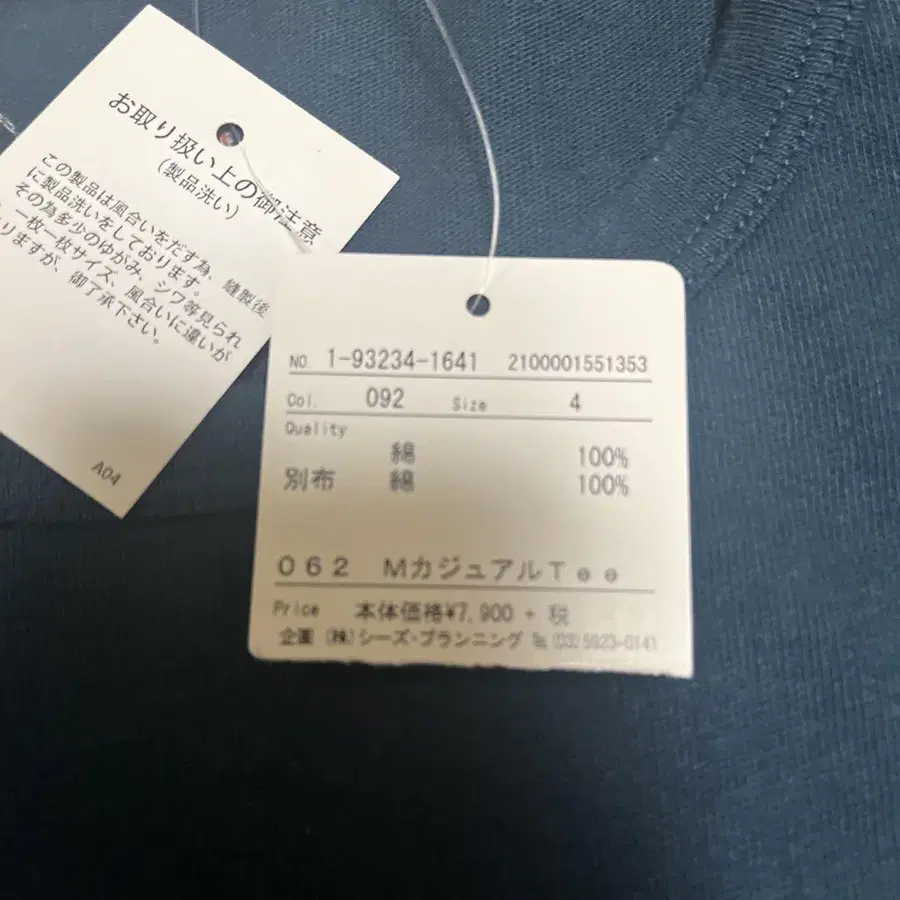 お取り扱い上の御注意
(製品洗い)
この製品は風合いをだす為、縫製後
に製品洗いをしております。
その為多少のゆがみ、シワ等見られ
一枚一枚サイズ、風合いに違いが
りますが、御了承下さい。
A04
NO. 1-93234-1641 2100001551353
Col. 092 Size 4
Quality
綿 100%
別布 綿 100%
062 MカジュアルTee
Price 本体価格¥7,900 + 税
企画 (株)シーズ・プランニング ℡(03)5923-0141